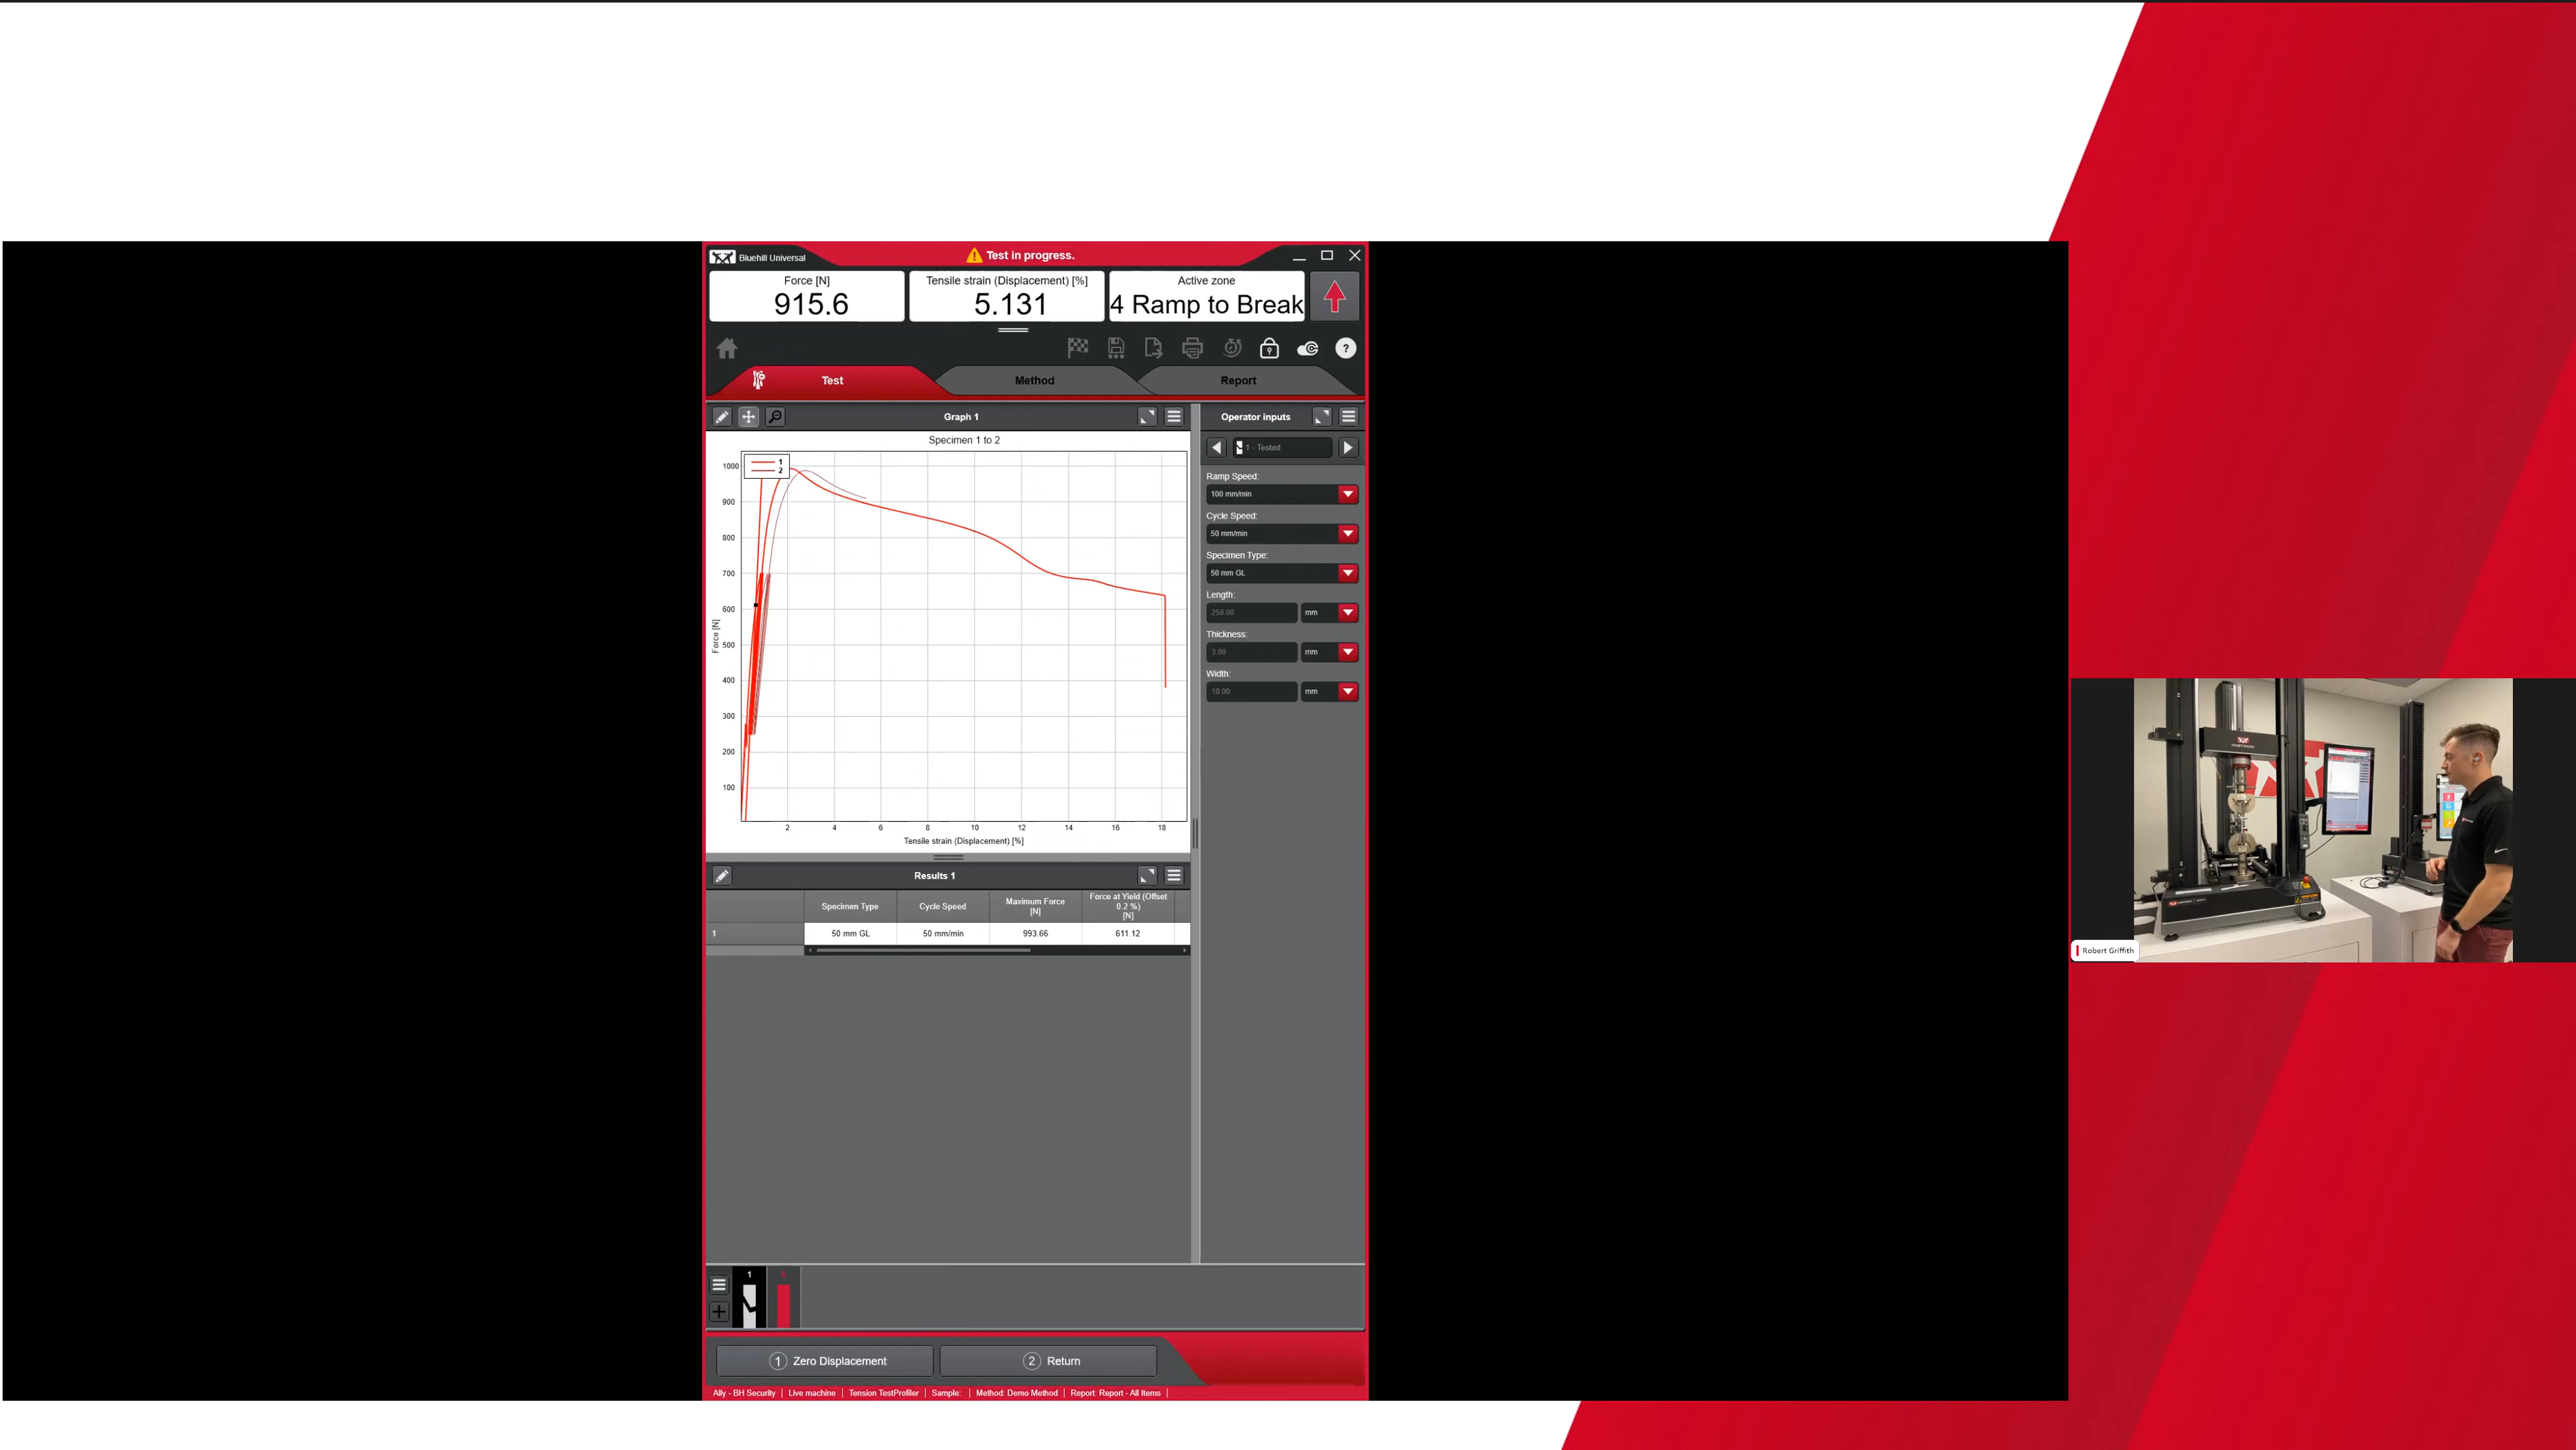 Bluehill Universal
Test in progress.
Force [N]
915.6
Tensile strain (Displacement) [%]
5.131
Active zone
4 Ramp to Break
?
Test
Method
Report
Graph 1
Specimen 1 to 2
1
2
1000
900
800
700
600
500
400
300
200
100
Force [N]
2 4 6 8 10 12 14 16 18
Tensile strain (Displacement) [%]
Operator inputs
1 - Tested
Ramp Speed:
100 mm/min
Cycle Speed:
50 mm/min
Specimen Type:
50 mm GL
Length:
250.00 mm
Thickness:
3.00 mm
Width:
10.00 mm
Results 1
Specimen Type
Cycle Speed
Maximum Force
[N]
Force at Yield (Offset
0.2 %)
[N]
1 50 mm GL 50 mm/min 993.66 611.12
1
1 Zero Displacement
2 Return
Ally - BH Security | Live machine | Tension TestProfiler | Sample: | Method: Demo Method | Report: Report - All Items |
Robert Griffith